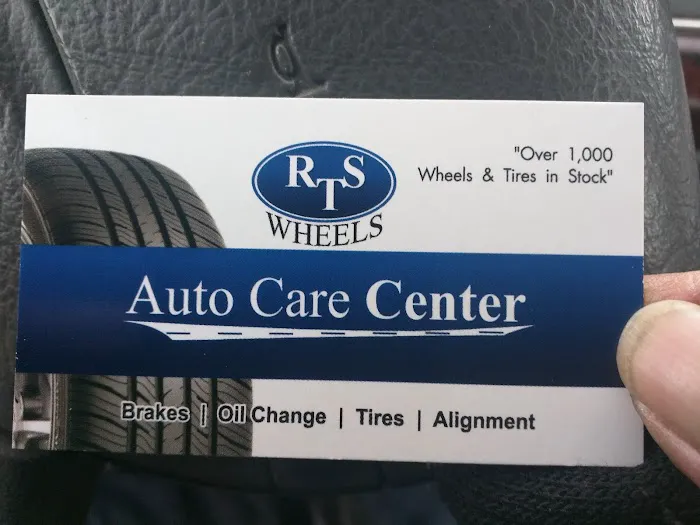 RTS
WHEELS
"Over 1,000
Wheels & Tires in Stock"
Auto Care Center
Brakes | Oil Change | Tires | Alignment